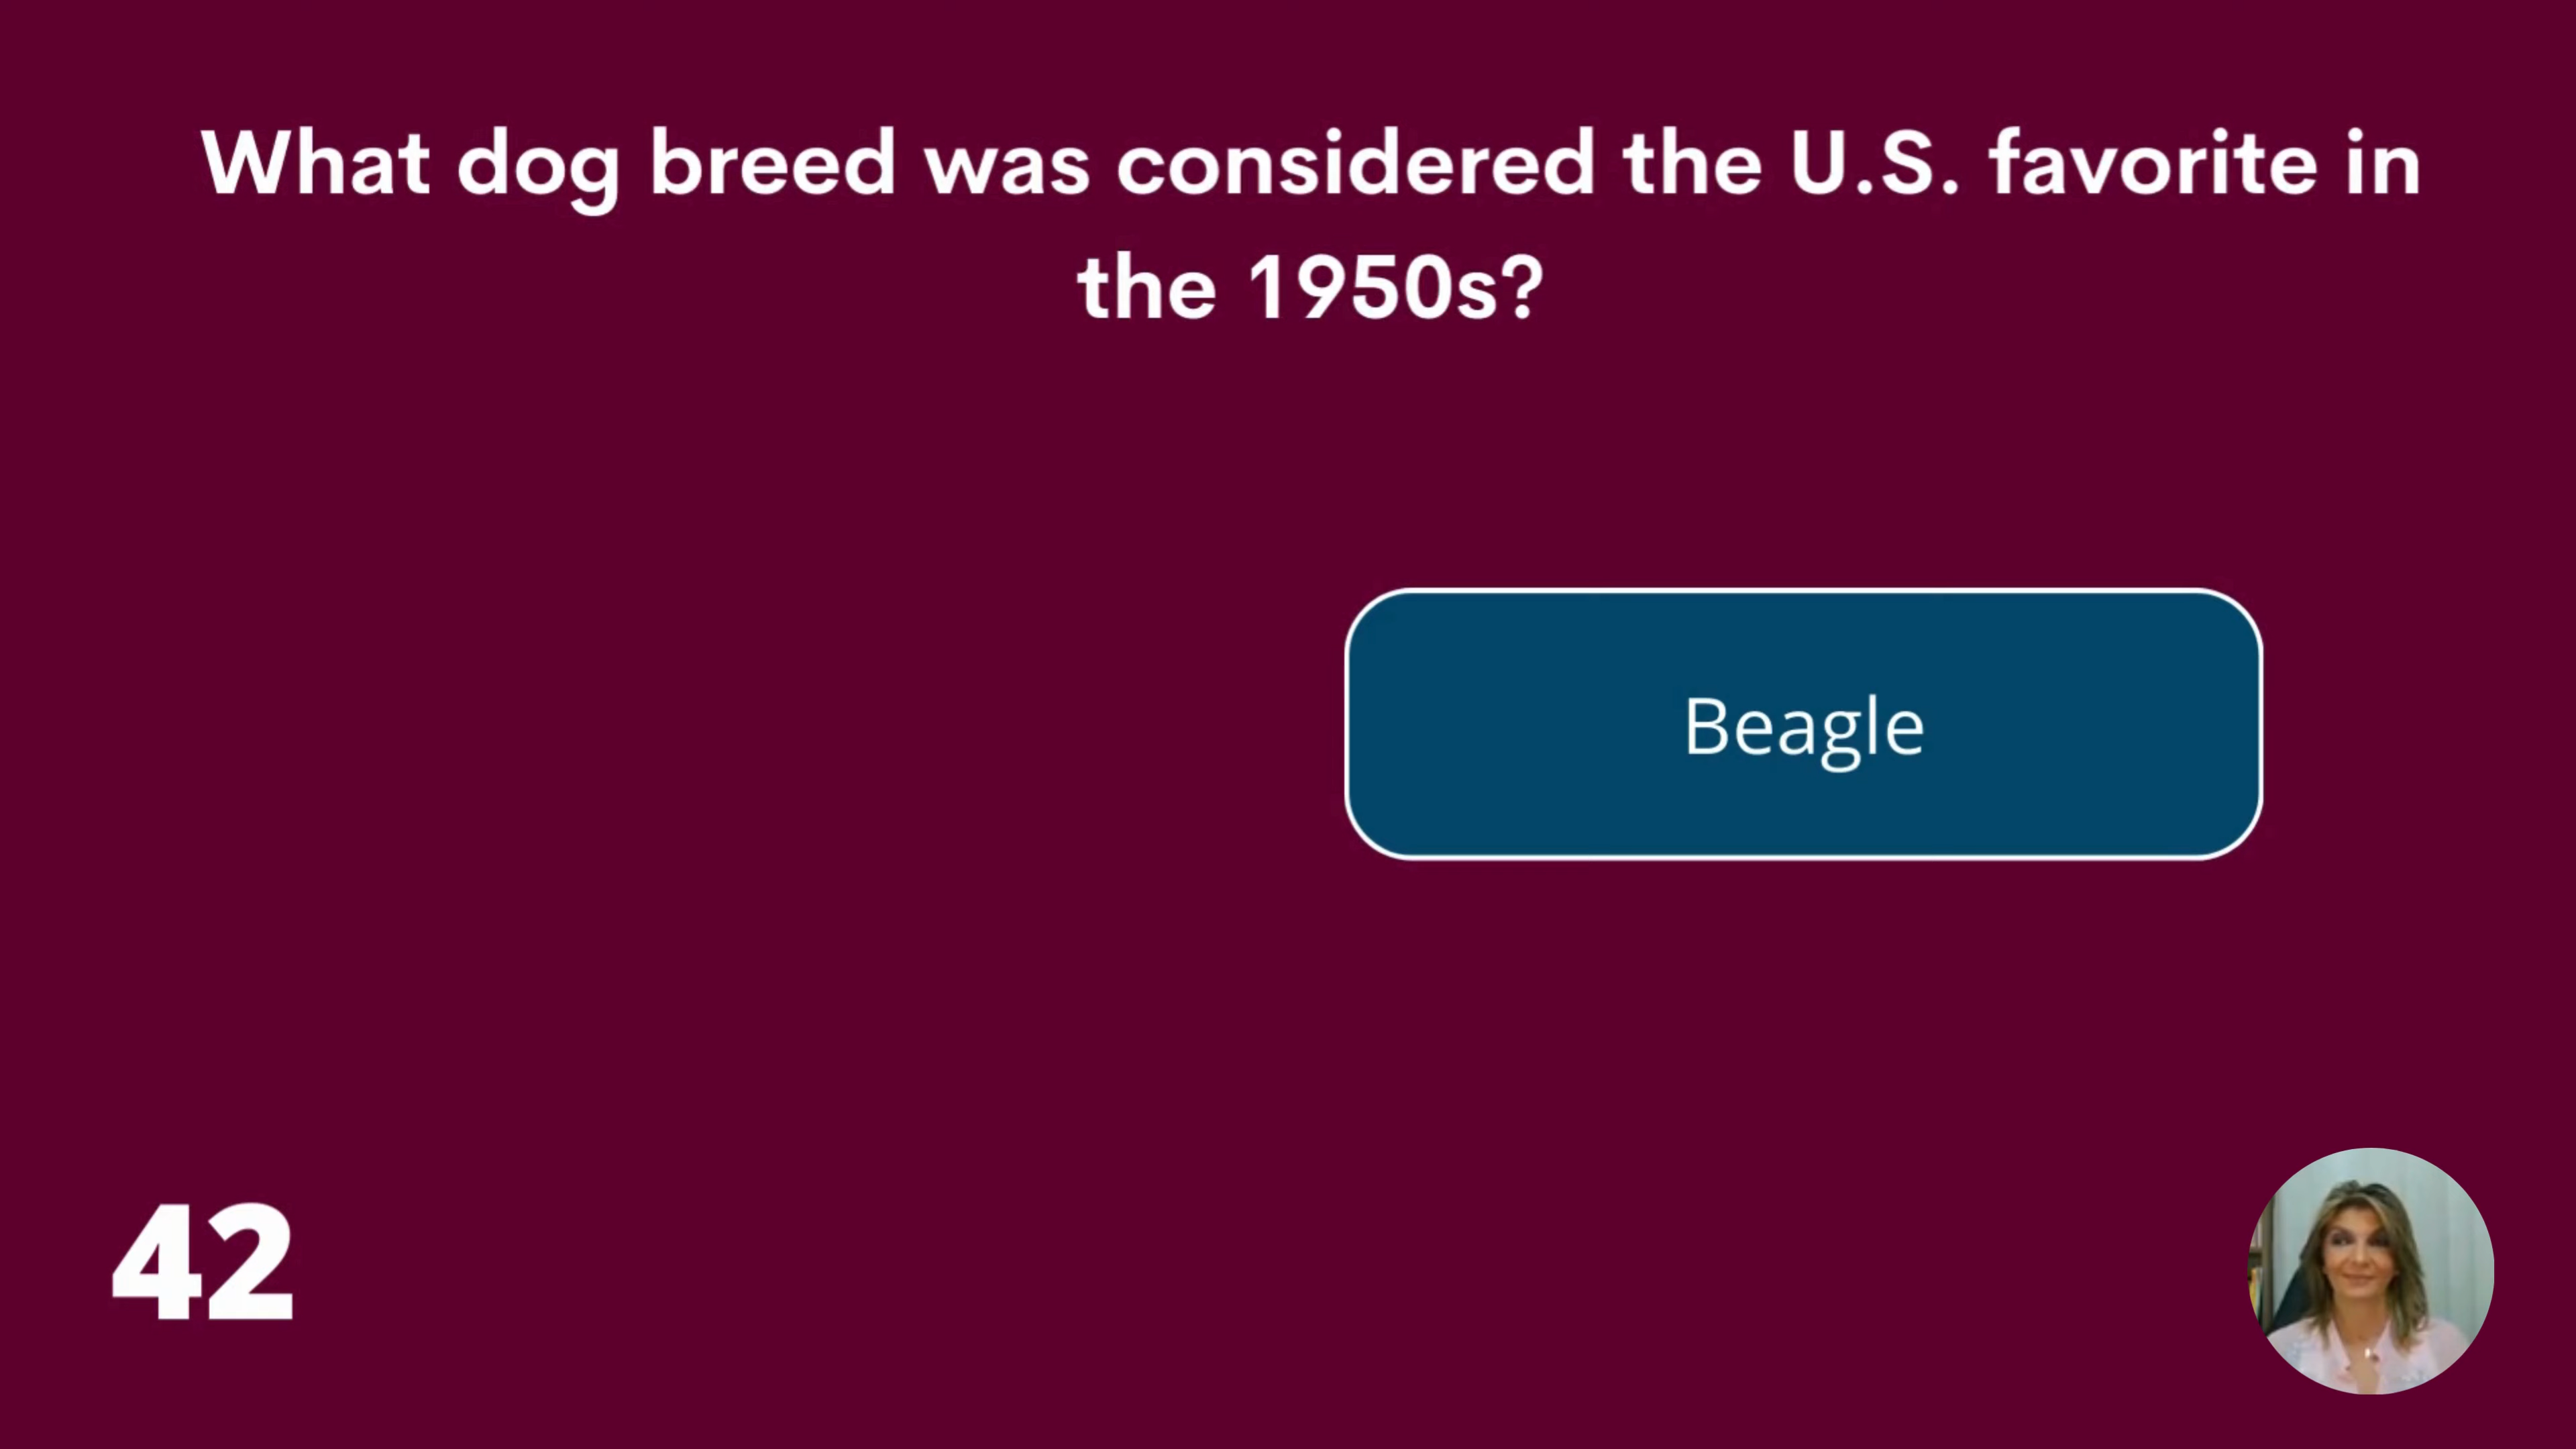 What dog breed was considered the U.S. favorite in
the 1950s?
Beagle
42